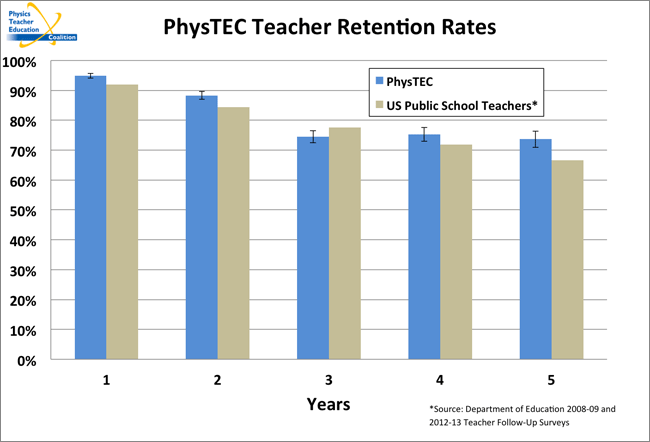 Physics
Teacher
Education
Coalition
PhysTEC Teacher Retention Rates
100%
90%
80%
70%
60%
50%
40%
30%
20%
10%
0%
PhysTEC
US Public School Teachers*
1 2 3 4 5
Years
*Source: Department of Education 2008-09 and
2012-13 Teacher Follow-Up Surveys